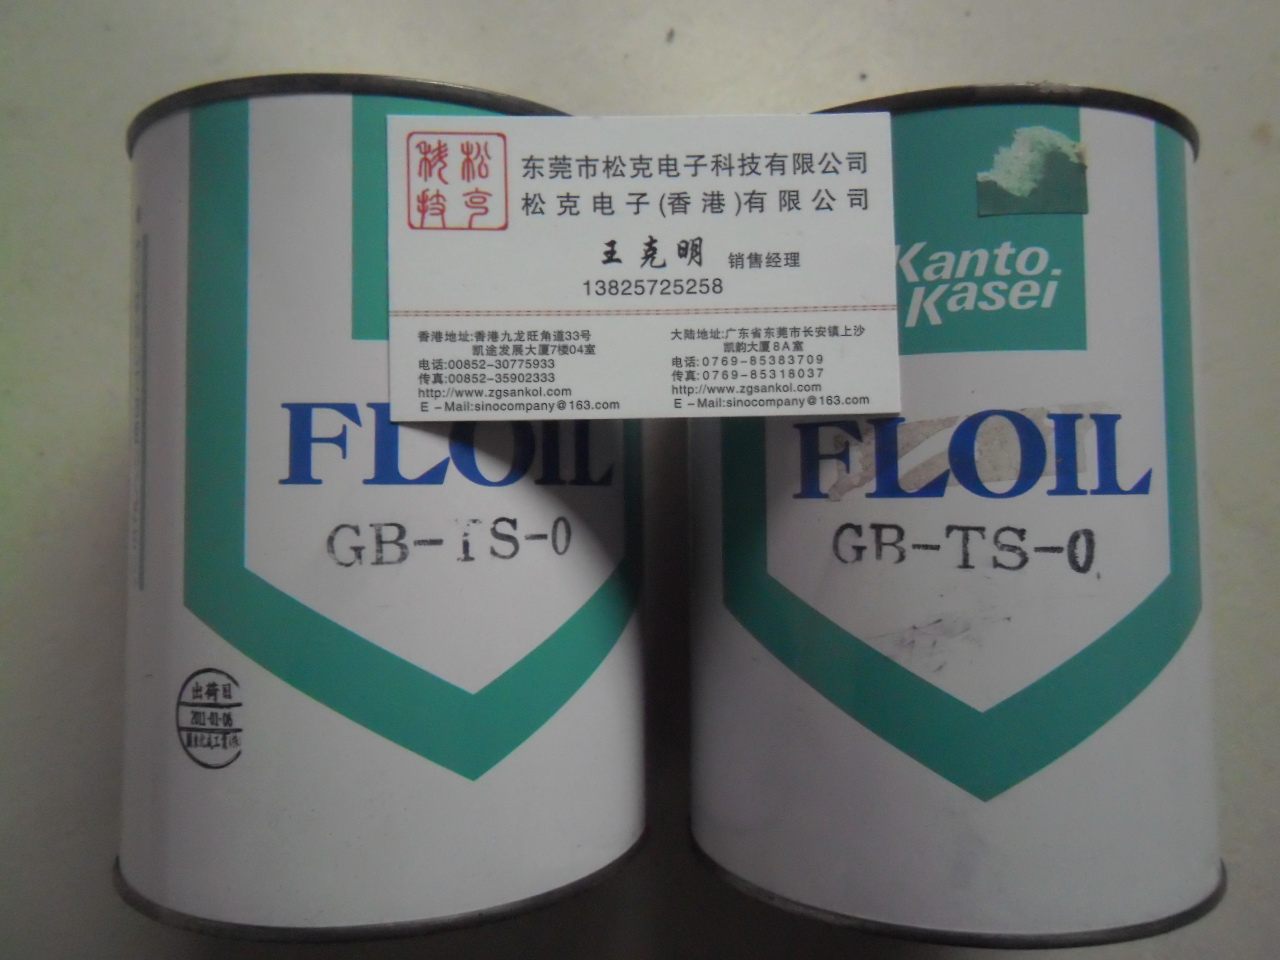 松克
科技
东莞市松克电子科技有限公司
松克电子(香港)有限公司
王克明 销售经理
13825725258
香港地址:香港九龙旺角道33号
凯途发展大厦7楼04室
电话:00852-30775933
传真:00852-35902333
http://www.zgsankol.com
E-Mail:sinocompany@163.com
大陆地址:广东省东莞市长安镇上沙
凯韵大厦8A室
电话:0769-85383709
传真:0769-85318037
http://www.zgsankol.com
E-Mail:sinocompany@163.com
FLOIL
GB-TS-0
出荷日
2011-01-06
Kanto
Kasei
FLOIL
GB-TS-0